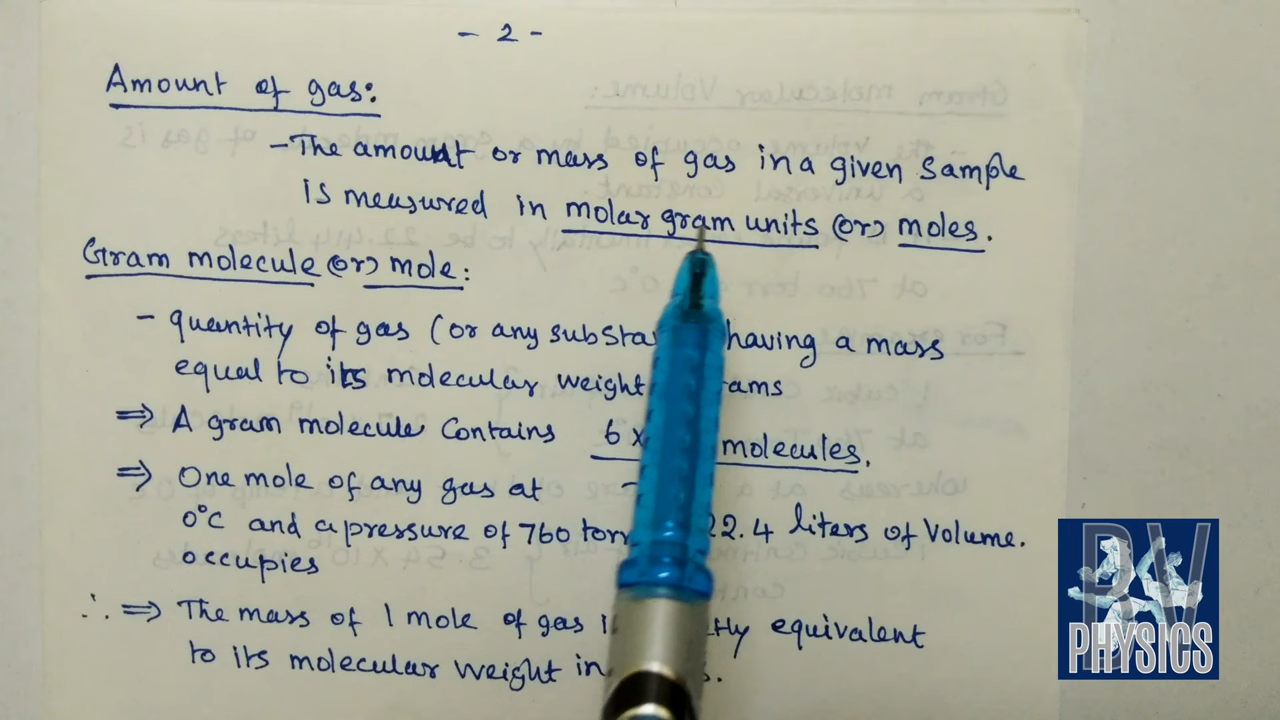 - 2 -
Amount of gas:
- The amount or mass of gas in a given sample
is measured in molar gram units (or) moles.
Gram molecule (or) mole:
- quantity of gas (or any substa having a mass
equal to its molecular weight ams
⇒ A gram molecule contains 6 x molecules.
⇒ One mole of any gas at -
0°c and a pressure of 760 torr 22.4 liters of volume.
occupies
∴ ⇒ The mass of 1 mole of gas tly equivalent
to its molecular weight in s.
RV
PHYSICS